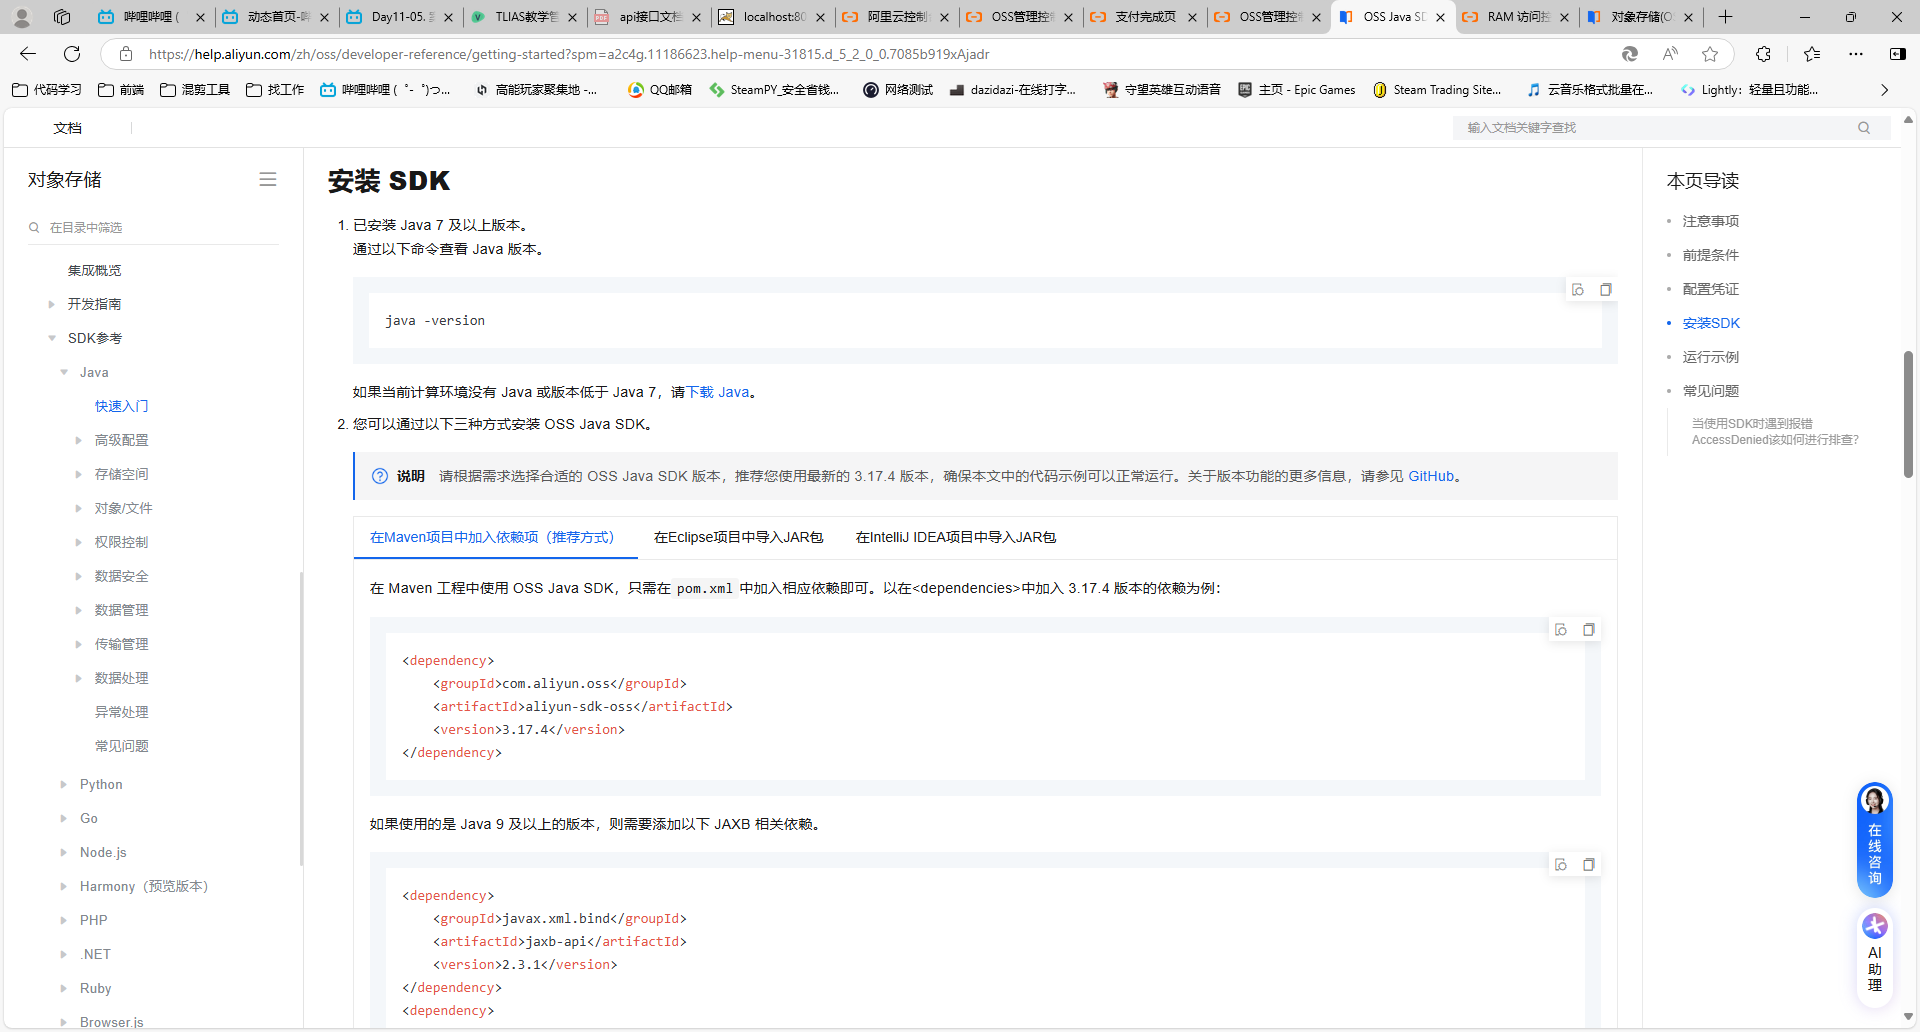 哔哩哔哩 (
动态首页-哔
Day11-05.
TLIAS教学管
api接口文档
localhost:80
阿里云控制
OSS管理控制
支付完成页
OSS管理控制
OSS Java SD
RAM 访问控
对象存储(O
https://help.aliyun.com/zh/oss/developer-reference/getting-started?spm=a2c4g.11186623.help-menu-31815.d_5_2_0_0.7085b919xAjadr
代码学习
前端
混剪工具
找工作
哔哩哔哩 ( ゜- ゜)つ...
高能玩家聚集地 -...
QQ邮箱
SteamPY_安全省钱...
网络测试
dazidazi-在线打字...
守望英雄互动语音
主页 - Epic Games
Steam Trading Site...
云音乐格式批量在...
Lightly：轻量且功能...
文档
输入文档关键字查找
对象存储
在目录中筛选
集成概览
开发指南
SDK参考
Java
快速入门
高级配置
存储空间
对象/文件
权限控制
数据安全
数据管理
传输管理
数据处理
异常处理
常见问题
Python
Go
Node.js
Harmony（预览版本）
PHP
.NET
Ruby
Browser.js
安装 SDK
1. 已安装 Java 7 及以上版本。
通过以下命令查看 Java 版本。
java -version
如果当前计算环境没有 Java 或版本低于 Java 7，请下载 Java。
2. 您可以通过以下三种方式安装 OSS Java SDK。
说明 请根据需求选择合适的 OSS Java SDK 版本，推荐您使用最新的 3.17.4 版本，确保本文中的代码示例可以正常运行。关于版本功能的更多信息，请参见 GitHub。
在Maven项目中加入依赖项（推荐方式）
在Eclipse项目中导入JAR包
在IntelliJ IDEA项目中导入JAR包
在 Maven 工程中使用 OSS Java SDK，只需在 pom.xml 中加入相应依赖即可。以在<dependencies>中加入 3.17.4 版本的依赖为例：
<dependency>
    <groupId>com.aliyun.oss</groupId>
    <artifactId>aliyun-sdk-oss</artifactId>
    <version>3.17.4</version>
</dependency>
如果使用的是 Java 9 及以上的版本，则需要添加以下 JAXB 相关依赖。
<dependency>
    <groupId>javax.xml.bind</groupId>
    <artifactId>jaxb-api</artifactId>
    <version>2.3.1</version>
</dependency>
<dependency>
本页导读
注意事项
前提条件
配置凭证
安装SDK
运行示例
常见问题
当使用SDK时遇到报错
AccessDenied该如何进行排查？
在线咨询
AI助理